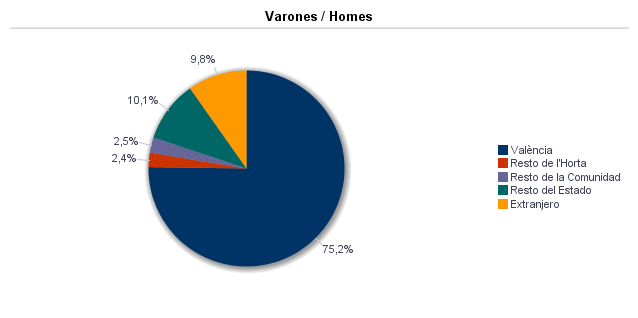 Varones / Homes
9,8%
10,1%
2,5%
2,4%
75,2%
València
Resto de l'Horta
Resto de la Comunidad
Resto del Estado
Extranjero